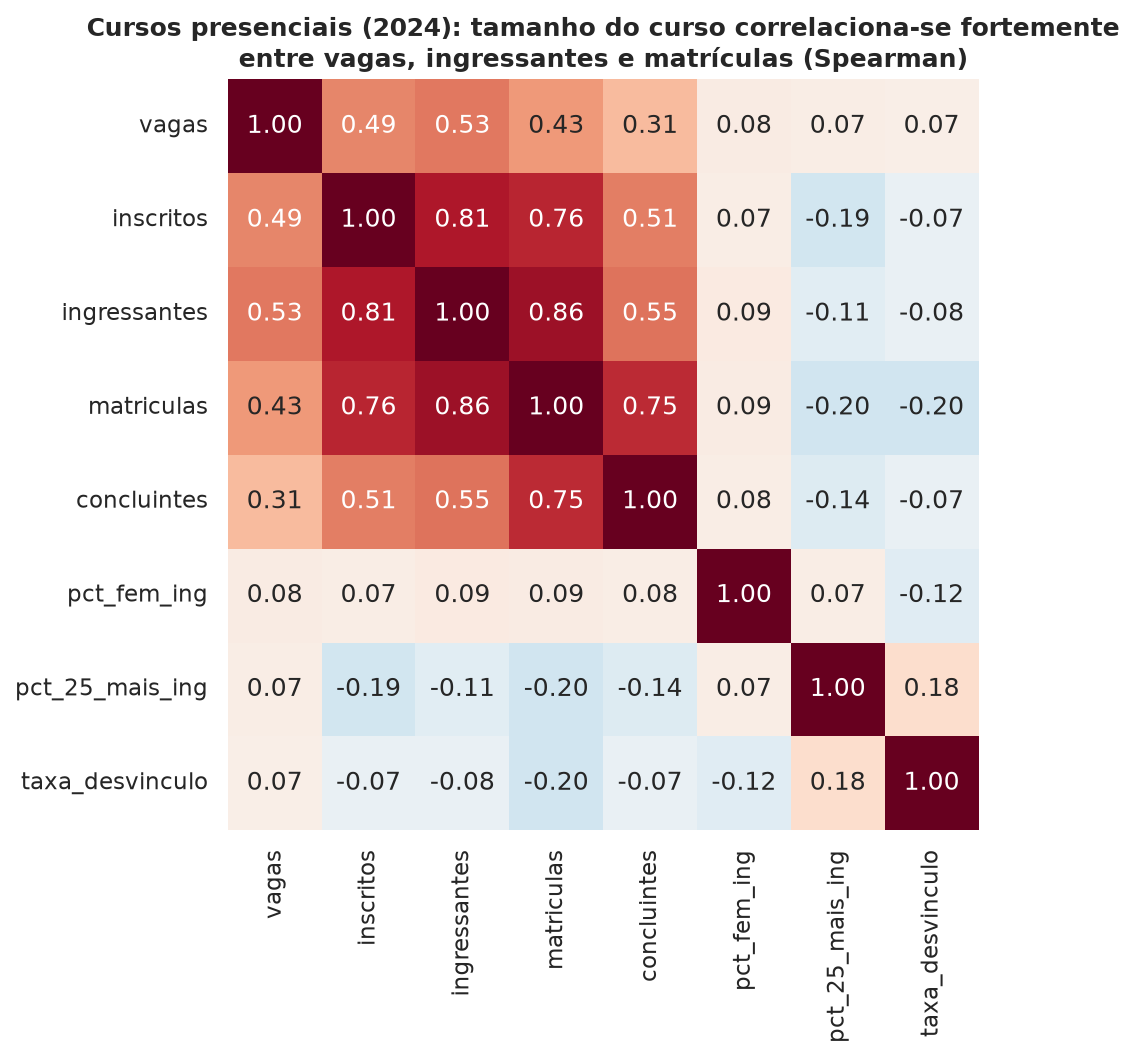 Cursos presenciais (2024): tamanho do curso correlaciona-se fortemente
entre vagas, ingressantes e matrículas (Spearman)
vagas 1.00 0.49 0.53 0.43 0.31 0.08 0.07 0.07
inscritos 0.49 1.00 0.81 0.76 0.51 0.07 -0.19 -0.07
ingressantes 0.53 0.81 1.00 0.86 0.55 0.09 -0.11 -0.08
matriculas 0.43 0.76 0.86 1.00 0.75 0.09 -0.20 -0.20
concluintes 0.31 0.51 0.55 0.75 1.00 0.08 -0.14 -0.07
pct_fem_ing 0.08 0.07 0.09 0.09 0.08 1.00 0.07 -0.12
pct_25_mais_ing 0.07 -0.19 -0.11 -0.20 -0.14 0.07 1.00 0.18
taxa_desvinculo 0.07 -0.07 -0.08 -0.20 -0.07 -0.12 0.18 1.00
vagas
inscritos
ingressantes
matriculas
concluintes
pct_fem_ing
pct_25_mais_ing
taxa_desvinculo